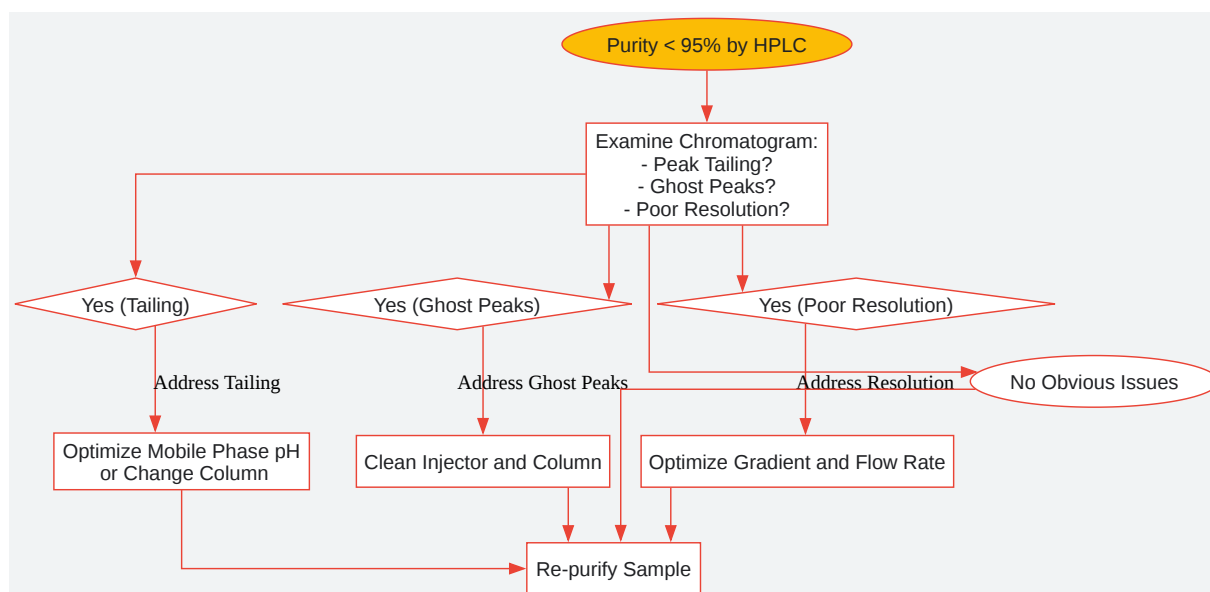 Purity < 95% by HPLC
Examine Chromatogram:
- Peak Tailing?
- Ghost Peaks?
- Poor Resolution?
Yes (Tailing)
Yes (Ghost Peaks)
Yes (Poor Resolution)
Address Tailing
Address Ghost Peaks
Address Resolution
No Obvious Issues
Optimize Mobile Phase pH
or Change Column
Clean Injector and Column
Optimize Gradient and Flow Rate
Re-purify Sample